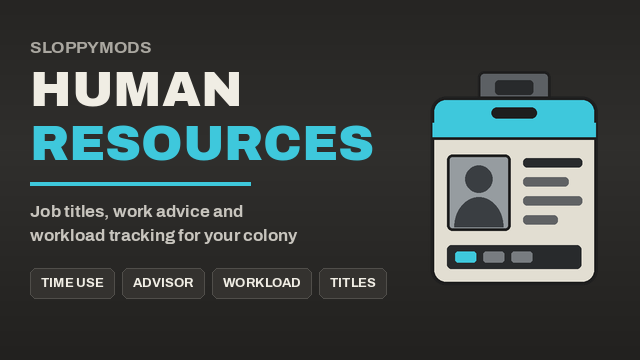 SLOPPYMODS
HUMAN
RESOURCES
Job titles, work advice and
workload tracking for your colony
TIME USE ADVISOR WORKLOAD TITLES